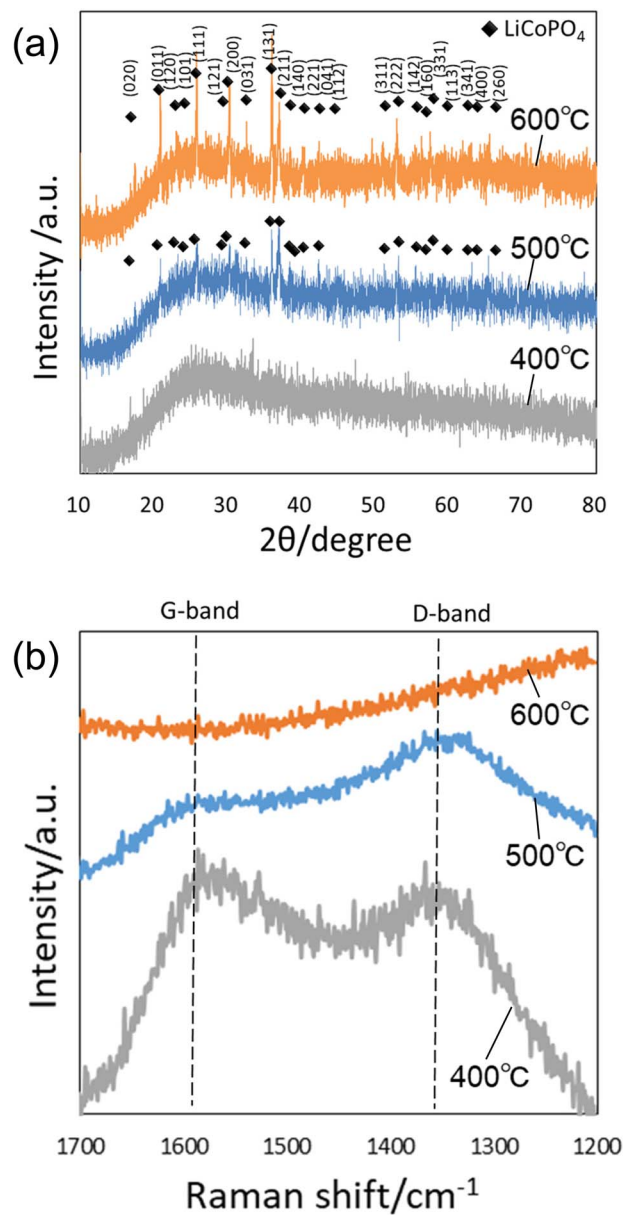 (a)
◆ LiCoPO4
(020)
(011)
(120)
(101)
(111)
(121)
(200)
(031)
(131)
(211)
(140)
(221)
(041)
(112)
(311)
(222)
(142)
(160)
(331)
(113)
(341)
(400)
(260)
600℃
500℃
400℃
Intensity /a.u.
10 20 30 40 50 60 70 80
2θ/degree
G-band D-band
(b)
600℃
500℃
400℃
Intensity/a.u.
1700 1600 1500 1400 1300 1200
Raman shift/cm-1